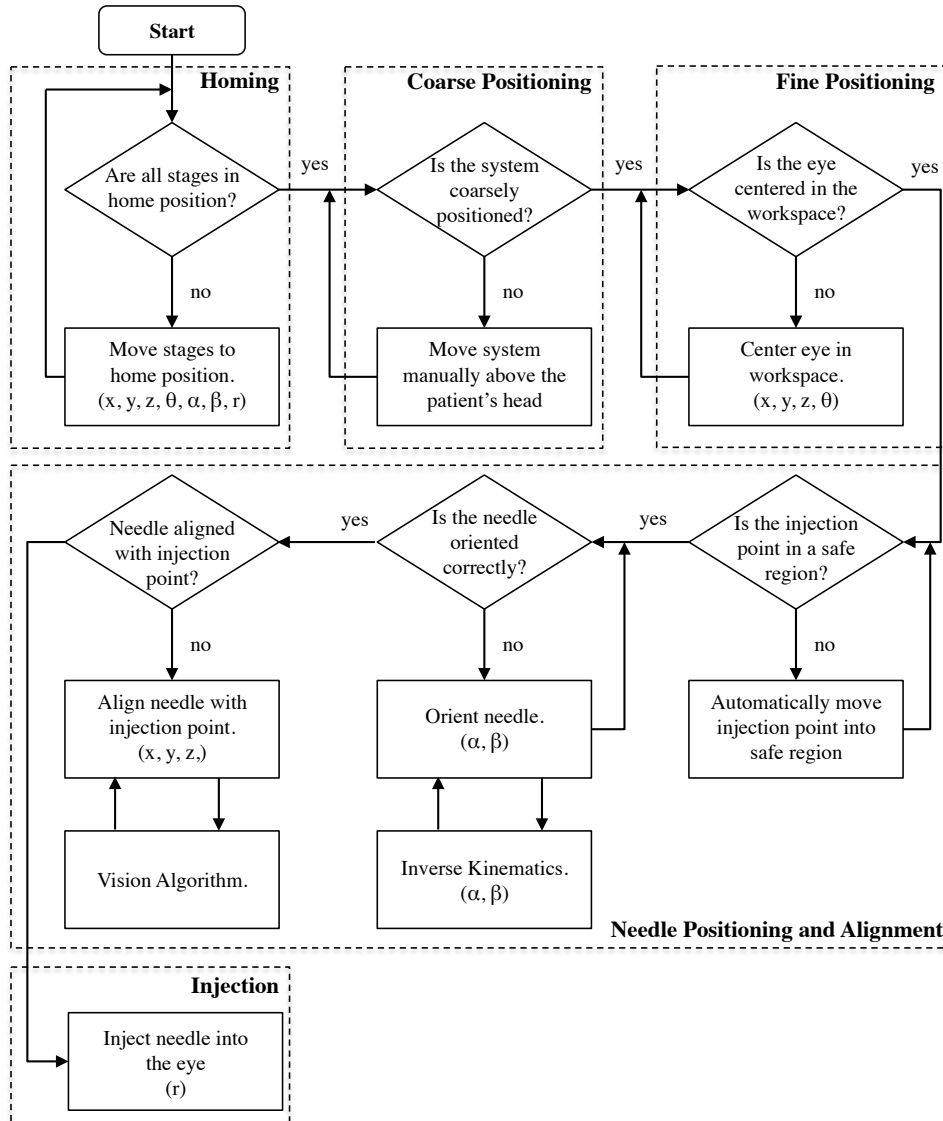 Start
Homing
Are all stages in
home position?
yes
no
Move stages to
home position.
(x, y, z, θ, α, β, r)
Coarse Positioning
Is the system
coarsely
positioned?
yes
no
Move system
manually above the
patient's head
Fine Positioning
Is the eye
centered in the
workspace?
yes
no
Center eye in
workspace.
(x, y, z, θ)
Is the injection
point in a safe
region?
yes
no
Automatically move
injection point into
safe region
Is the needle
oriented
correctly?
yes
no
Orient needle.
(α, β)
Inverse Kinematics.
(α, β)
Needle aligned
with injection
point?
no
Align needle with
injection point.
(x, y, z,)
Vision Algorithm.
Needle Positioning and Alignment
Injection
Inject needle into
the eye
(r)